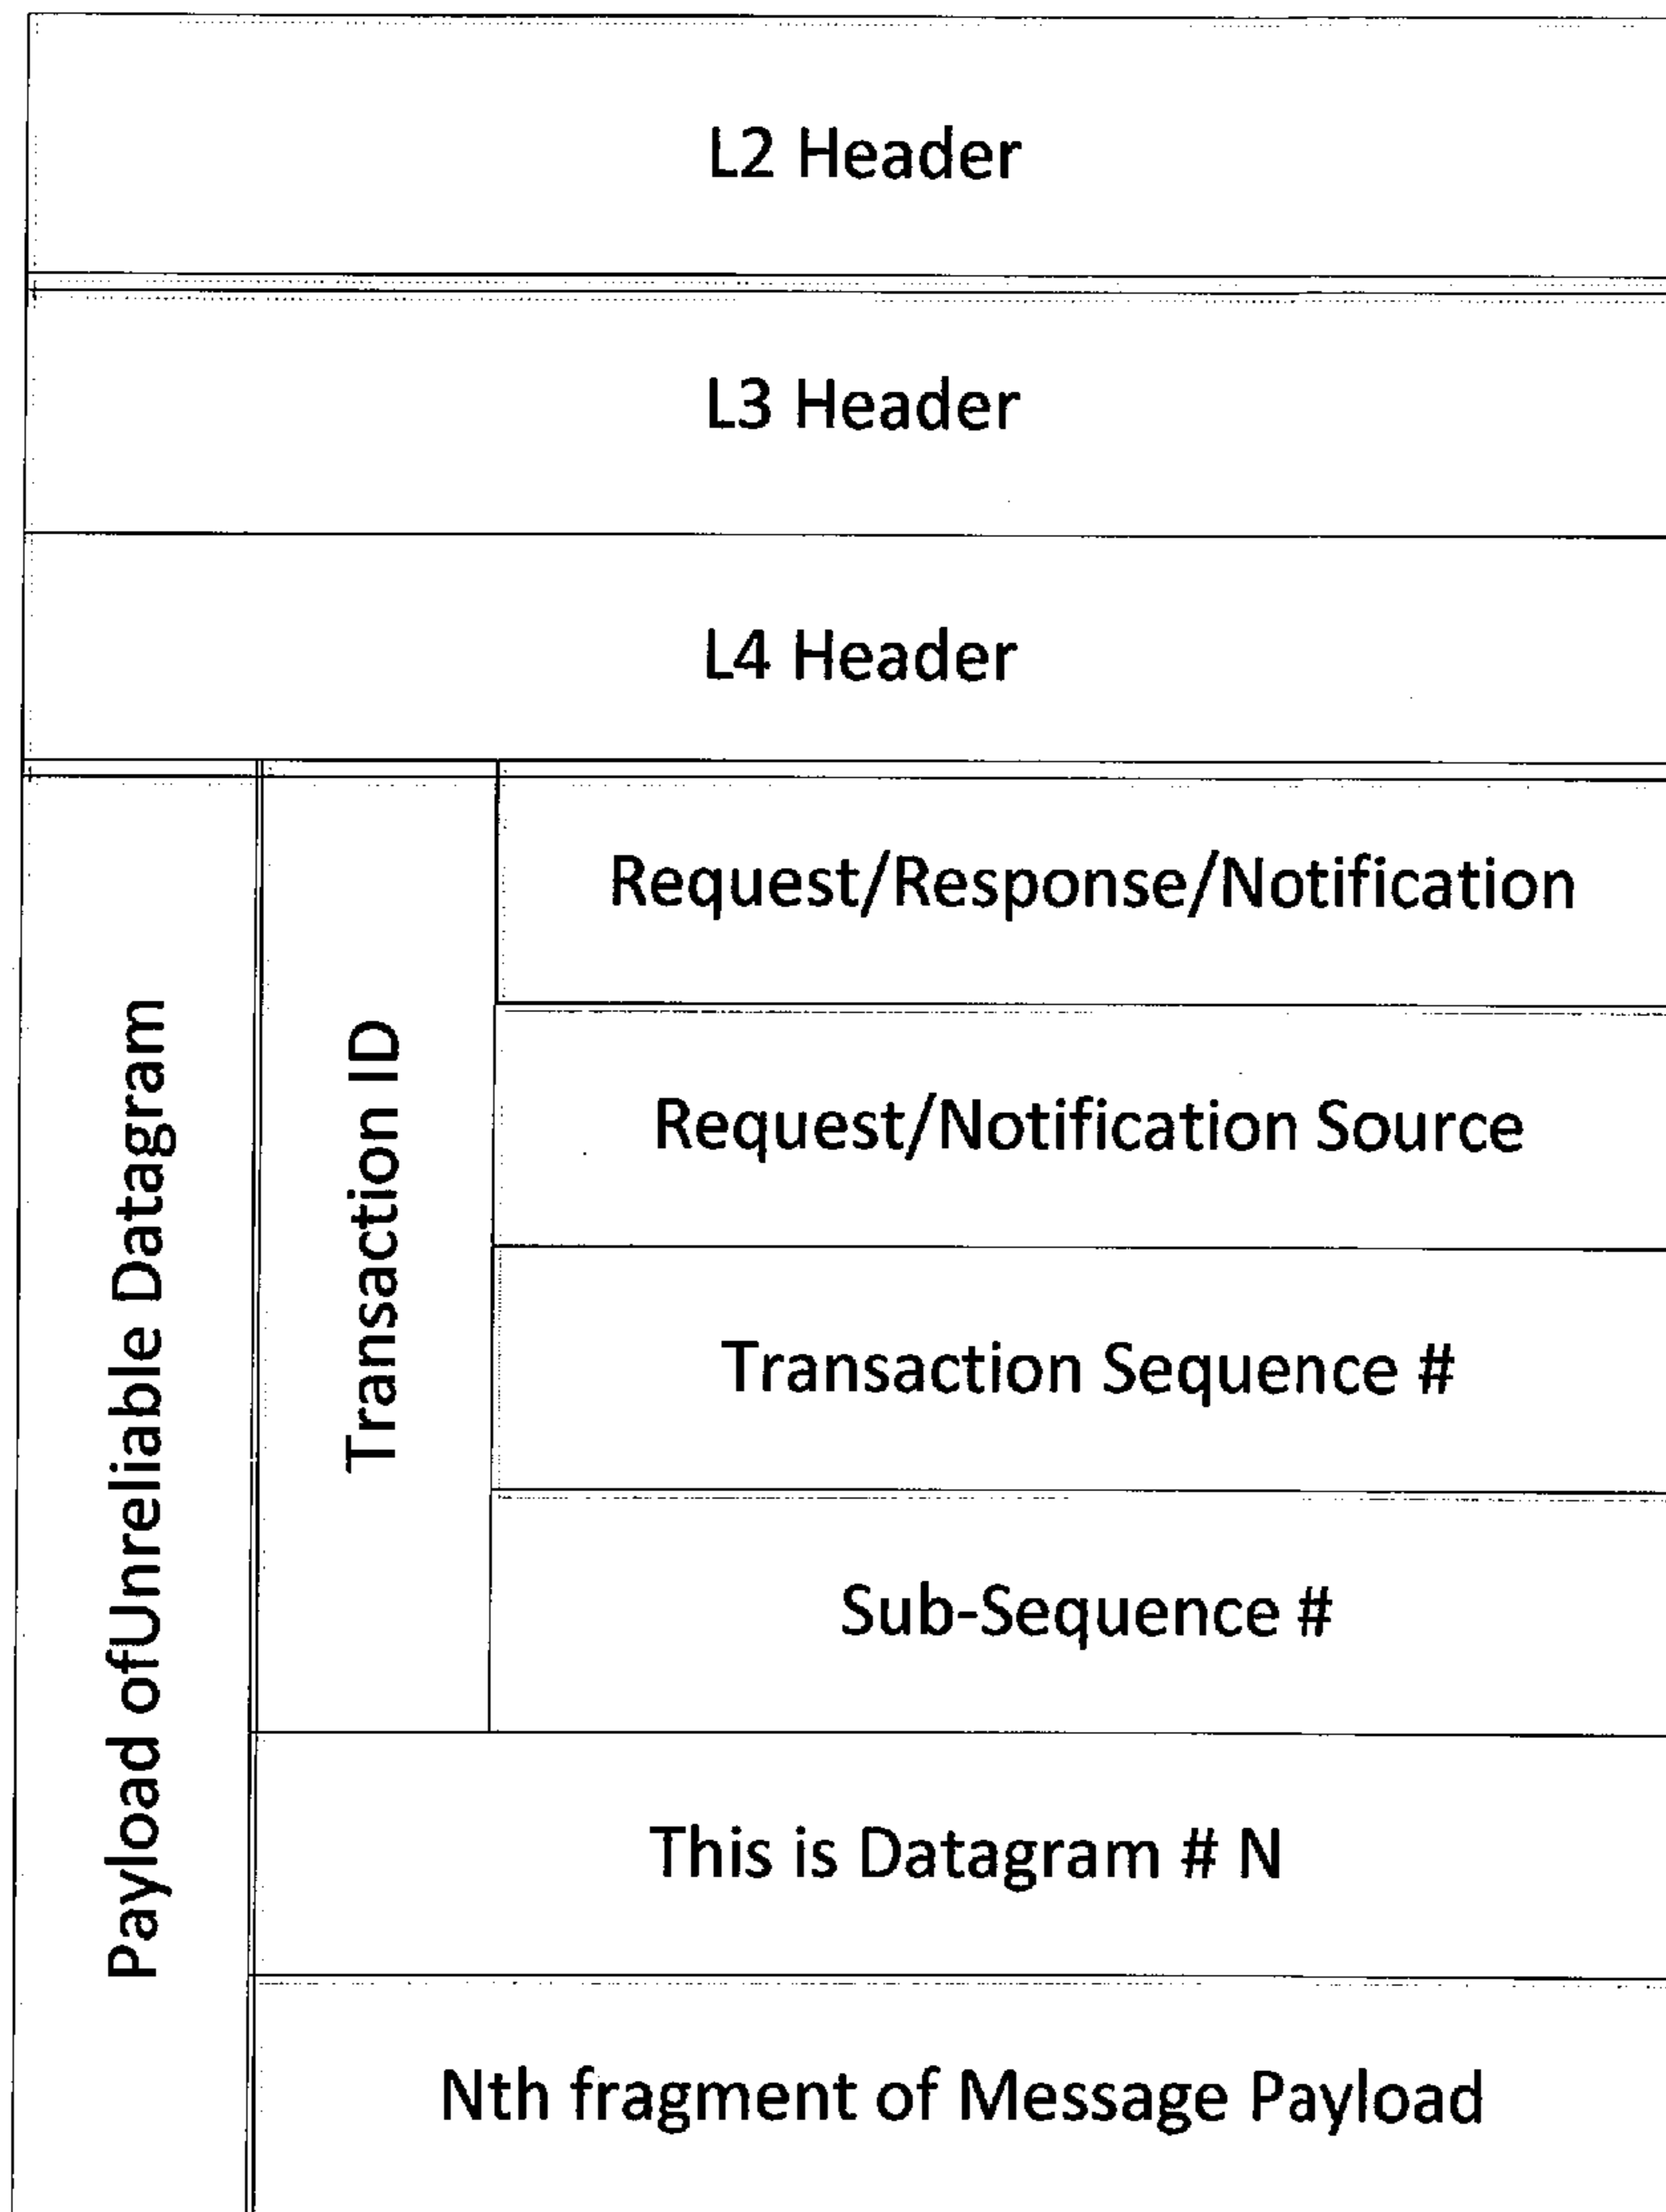 L2 Header
L3 Header
L4 Header
Payload ofUnreliable Datagram
Transaction ID
Request/Response/Notification
Request/Notification Source
Transaction Sequence #
Sub-Sequence #
This is Datagram # N
Nth fragment of Message Payload